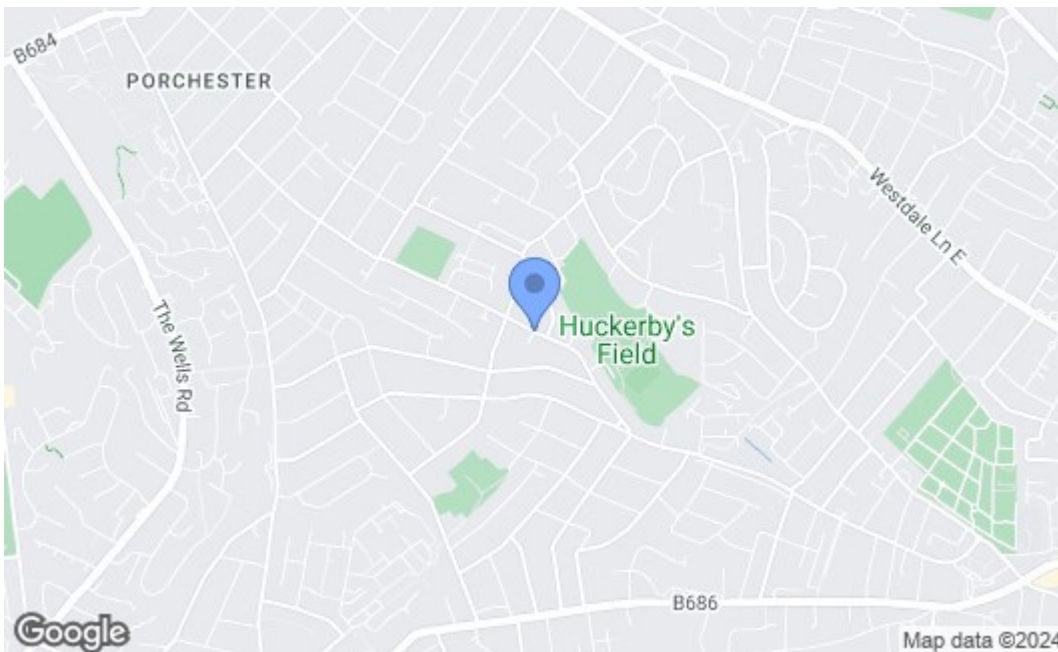 B684
PORCHESTER
Westdale Ln E
The Wells Rd
Huckerby's
Field
B686
Google
Map data ©2024